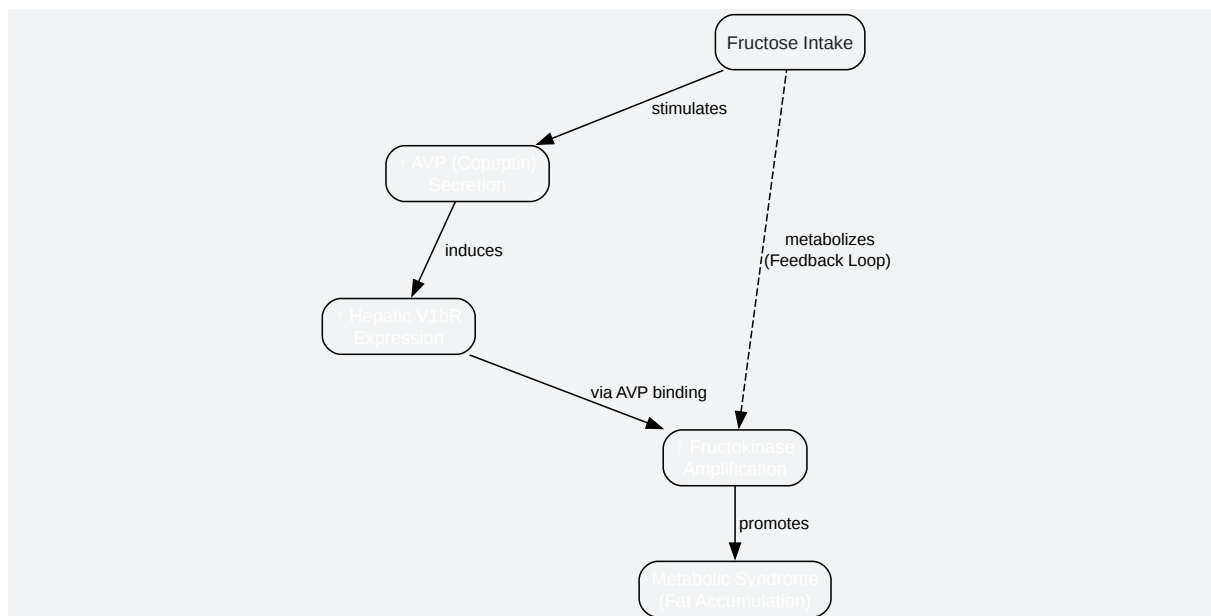 Fructose Intake
stimulates
↑ AVP (Copeptin)
Secretion
induces
metabolizes
(Feedback Loop)
↑ Hepatic V1bR
Expression
via AVP binding
↑ Fructokinase
Amplification
promotes
Metabolic Syndrome
(Fat Accumulation)